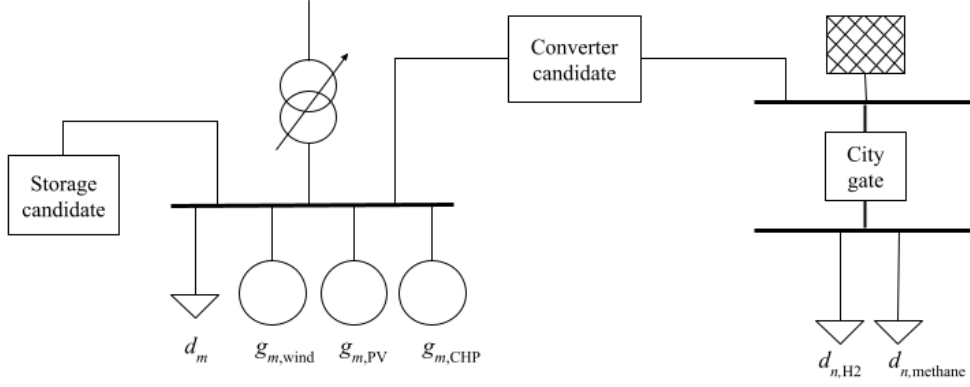 Converter
candidate
Storage
candidate
City
gate
d_m
g_m,wind
g_m,PV
g_m,CHP
d_n,H2
d_n,methane